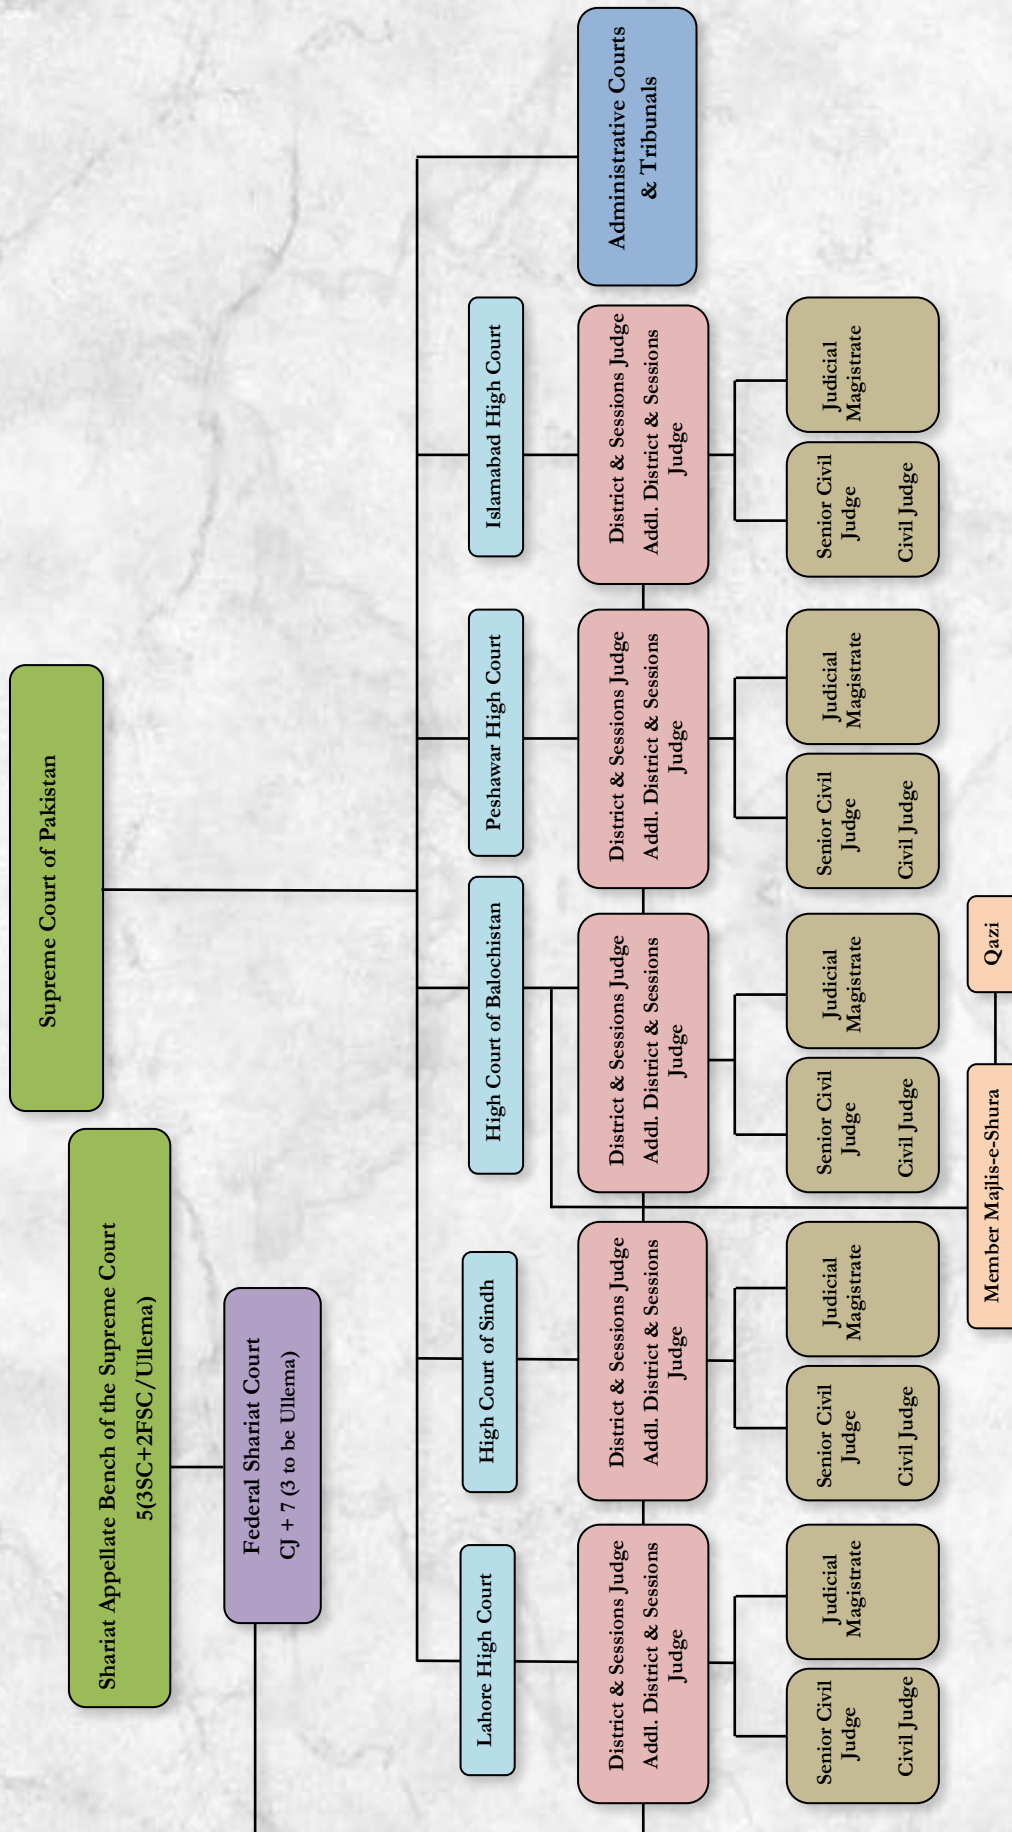 Supreme Court of Pakistan
Shariat Appellate Bench of the Supreme Court
5(3SC+2FSC/Ullema)
Federal Shariat Court
CJ + 7 (3 to be Ullema)
Lahore High Court
High Court of Sindh
High Court of Balochistan
Peshawar High Court
Islamabad High Court
District & Sessions Judge
Addl. District & Sessions
Judge
District & Sessions Judge
Addl. District & Sessions
Judge
District & Sessions Judge
Addl. District & Sessions
Judge
District & Sessions Judge
Addl. District & Sessions
Judge
District & Sessions Judge
Addl. District & Sessions
Judge
Administrative Courts
& Tribunals
Senior Civil
Judge
Civil Judge
Judicial
Magistrate
Senior Civil
Judge
Civil Judge
Judicial
Magistrate
Senior Civil
Judge
Civil Judge
Judicial
Magistrate
Senior Civil
Judge
Civil Judge
Judicial
Magistrate
Senior Civil
Judge
Civil Judge
Judicial
Magistrate
Member Majlis-e-Shura
Qazi